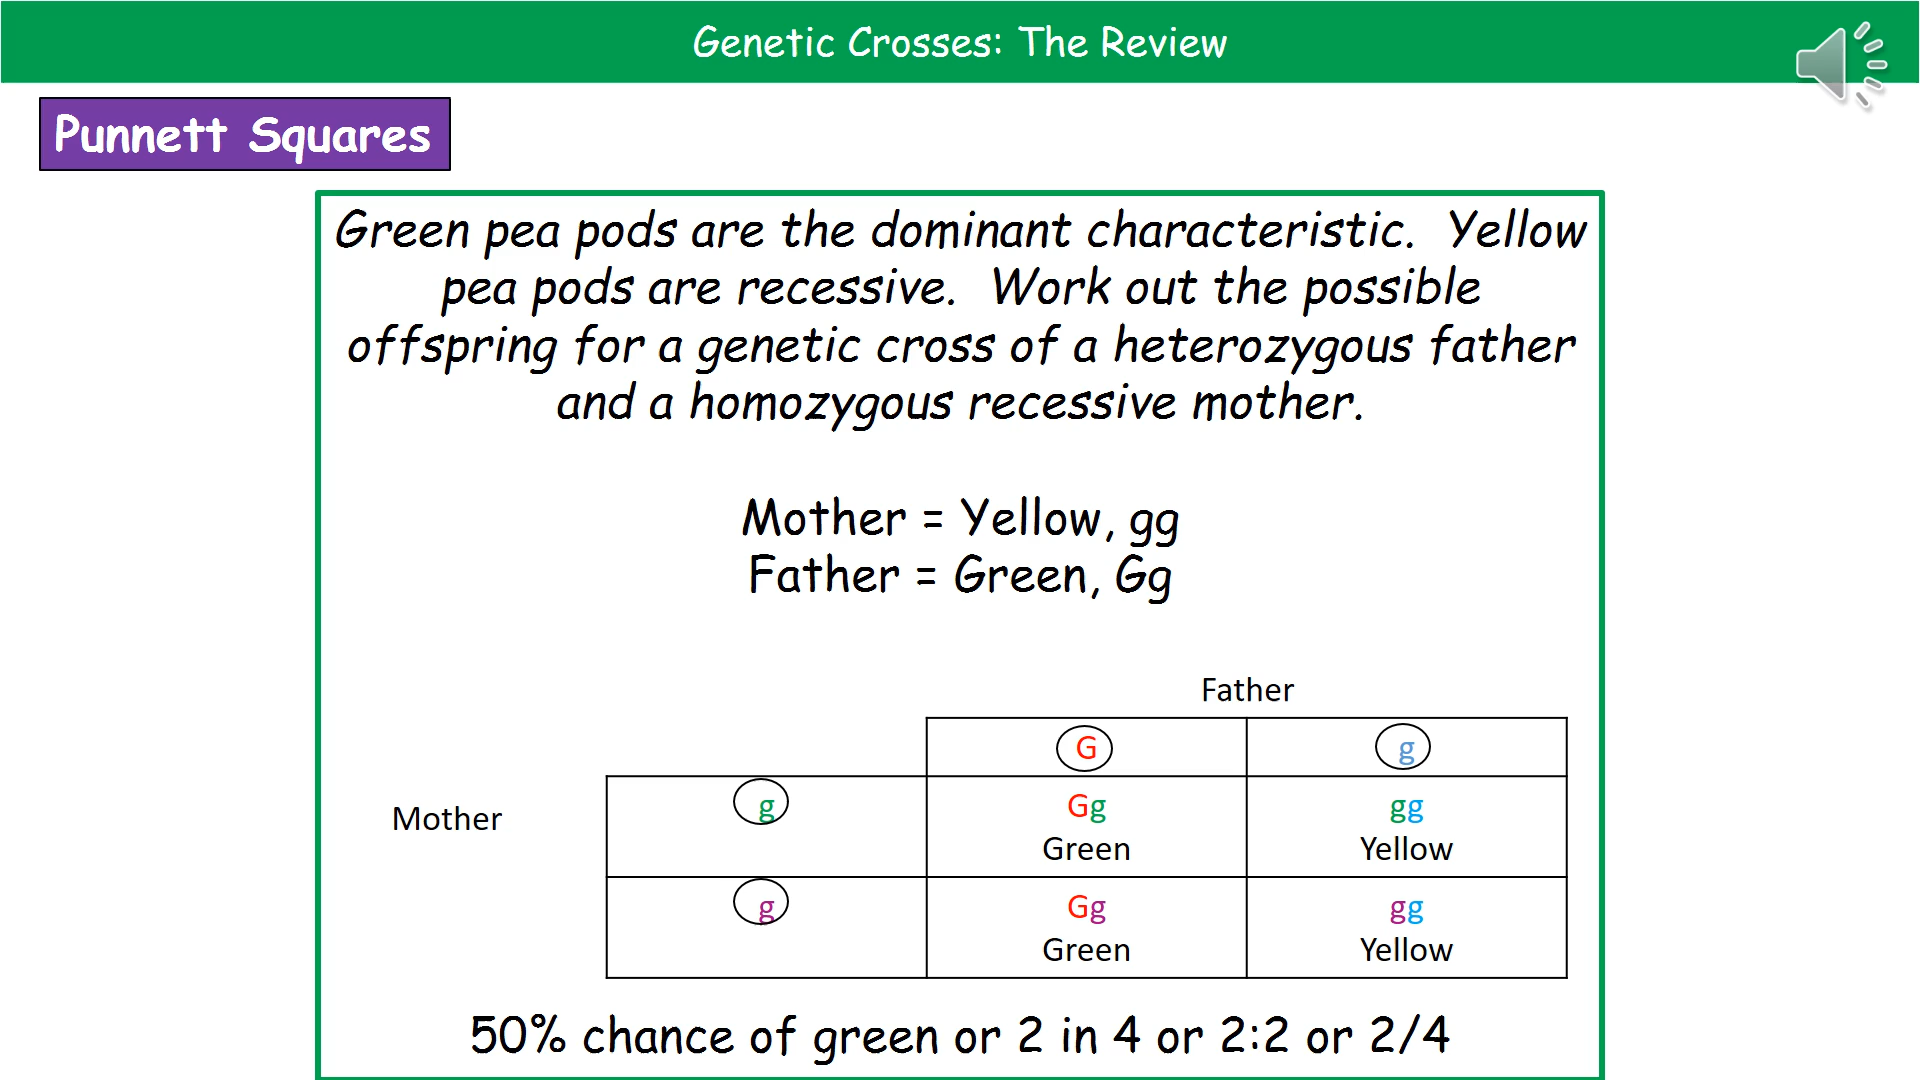 Genetic Crosses: The Review
Punnett Squares
Green pea pods are the dominant characteristic. Yellow
pea pods are recessive. Work out the possible
offspring for a genetic cross of a heterozygous father
and a homozygous recessive mother.
Mother = Yellow, gg
Father = Green, Gg
Father
G g
Mother g Gg gg
Green Yellow
g Gg gg
Green Yellow
50% chance of green or 2 in 4 or 2:2 or 2/4